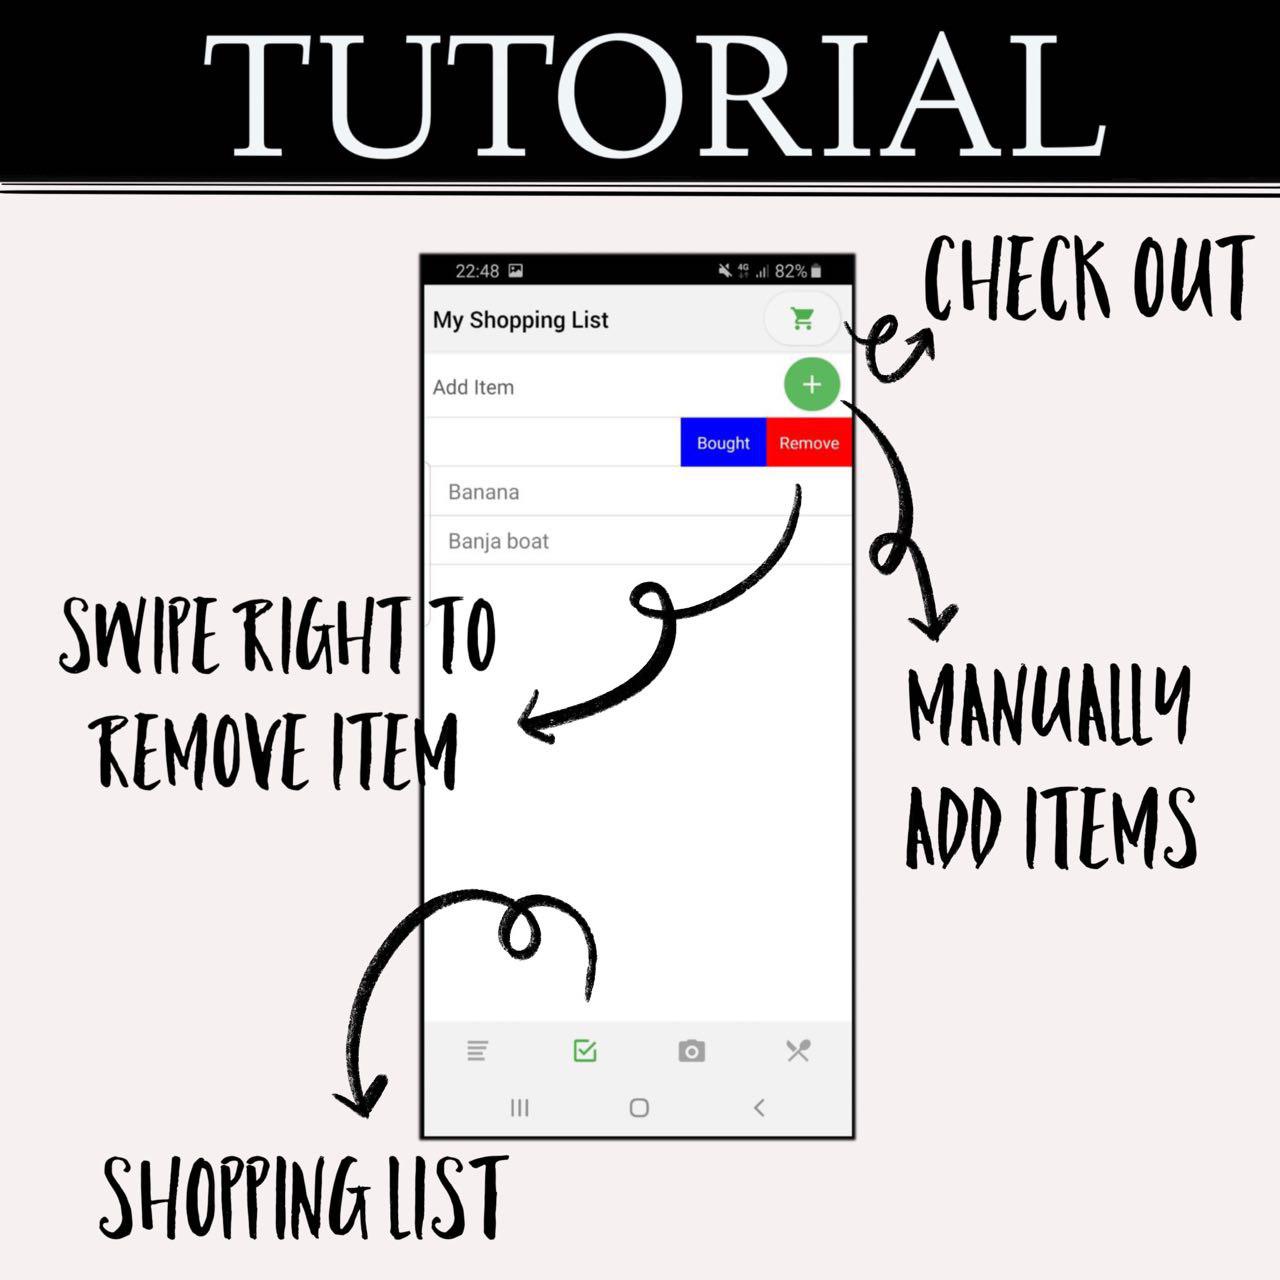 TUTORIAL
CHECK OUT
22:48
4G
82%
My Shopping List
Add Item
Bought
Remove
Banana
Banja boat
SWIPE RIGHT TO
REMOVE ITEM
MANUALLY
ADD ITEMS
SHOPPING LIST